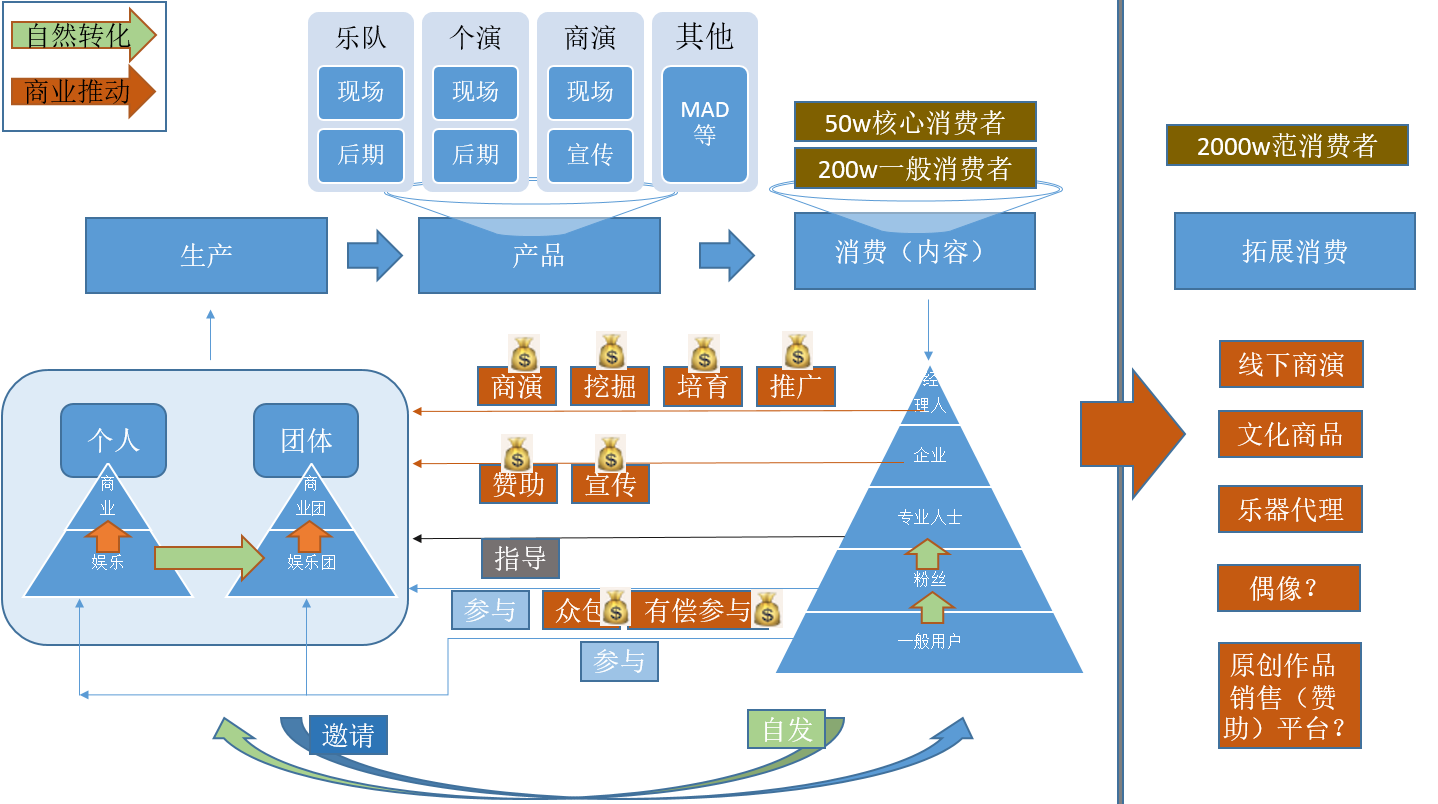 自然转化
商业推动
乐队
个演
商演
其他
现场
现场
现场
MAD
等
后期
后期
宣传
50w核心消费者
200w一般消费者
2000w范消费者
生产
产品
消费（内容）
拓展消费
商演
挖掘
培育
推广
赞助
宣传
指导
参与
众包
有偿参与
参与
个人
商
业
娱乐
团体
商
业团
娱乐团
经
理人
企业
专业人士
粉丝
一般用户
线下商演
文化商品
乐器代理
偶像？
原创作品
销售（赞
助）平台？
邀请
自发